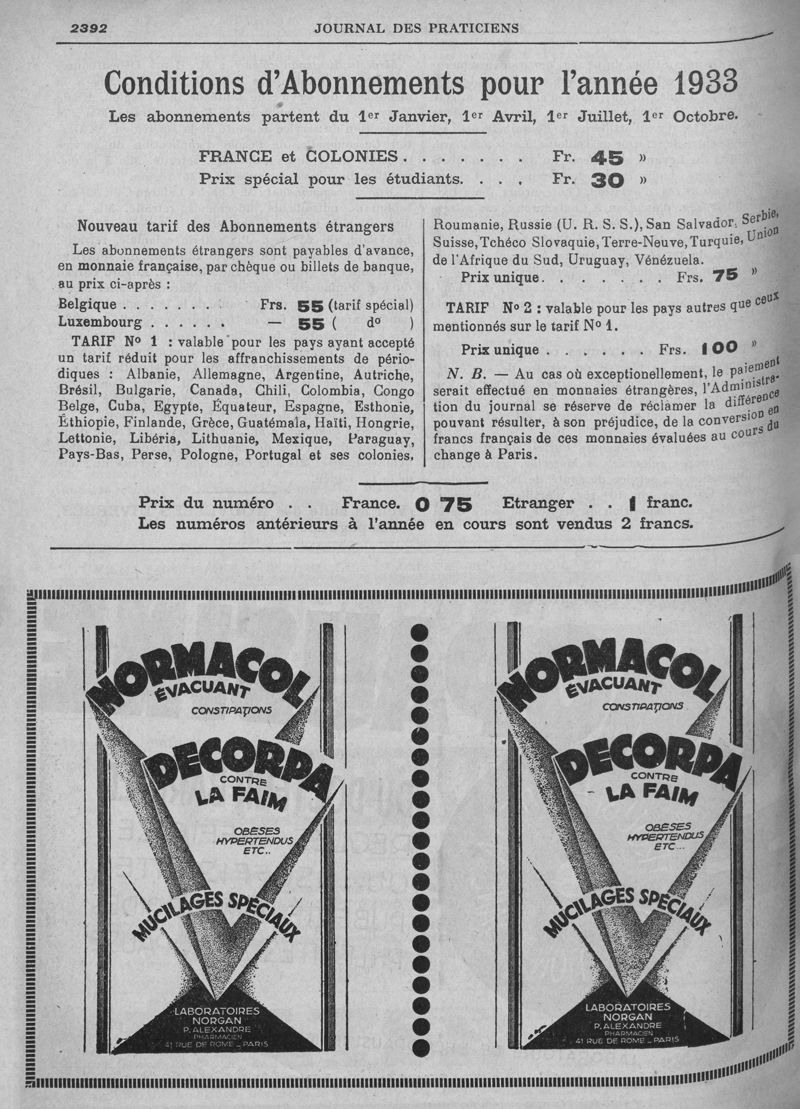 2392
JOURNAL DES PRATICIENS
Conditions d'Abonnements pour l'année 1933
Les abonnements partent du 1er Janvier, 1er Avril, 1er Juillet, 1er Octobre.
FRANCE et COLONIES . . . . . . . Fr. 45 »
Prix spécial pour les étudiants. . . . Fr. 30 »
Nouveau tarif des Abonnements étrangers
Les abonnements étrangers sont payables d'avance,
en monnaie française, par chèque ou billets de banque,
au prix ci-après :
Belgique . . . . . . . . Frs. 55 (tarif spécial)
Luxembourg . . . . . . — 55 ( do )
TARIF No 1 : valable pour les pays ayant accepté
un tarif réduit pour les affranchissements de pério-
diques : Albanie, Allemagne, Argentine, Autriche,
Brésil, Bulgarie, Canada, Chili, Colombia, Congo
Belge, Cuba, Egypte, Équateur, Espagne, Esthonie,
Éthiopie, Finlande, Grèce, Guatémala, Haïti, Hongrie,
Lettonie, Libéria, Lithuanie, Mexique, Paraguay,
Pays-Bas, Perse, Pologne, Portugal et ses colonies,
Roumanie, Russie (U. R. S. S.), San Salvador, Serbie,
Suisse, Tchéco Slovaquie, Terre-Neuve, Turquie, Union
de l'Afrique du Sud, Uruguay, Vénézuela.
Prix unique. . . . . . . Frs. 75 »
TARIF No 2 : valable pour les pays autres que ceux
mentionnés sur le tarif No 1.
Prix unique . . . . . . Frs. 100 »
N. B. — Au cas où exceptionellement, le paiement
serait effectué en monnaies étrangères, l'Administra-
tion du journal se réserve de réclamer la différence
pouvant résulter, à son préjudice, de la conversion en
francs français de ces monnaies évaluées au cours du
change à Paris.
Prix du numéro . . France. 0 75 Etranger . . 1 franc.
Les numéros antérieurs à l'année en cours sont vendus 2 francs.
NORMACOL
ÉVACUANT
CONSTIPATIONS
DECORPA
CONTRE
LA FAIM
OBÈSES
HYPERTENDUS
ETC..
MUCILAGES SPÉCIAUX
LABORATOIRES
NORGAN
P. ALEXANDRE
PHARMACIEN
41 RUE DE ROME _ PARIS
NORMACOL
ÉVACUANT
CONSTIPATIONS
DECORPA
CONTRE
LA FAIM
OBÈSES
HYPERTENDUS
ETC...
MUCILAGES SPÉCIAUX
LABORATOIRES
NORGAN
P. ALEXANDRE
PHARMACIEN
41 RUE DE ROME _ PARIS